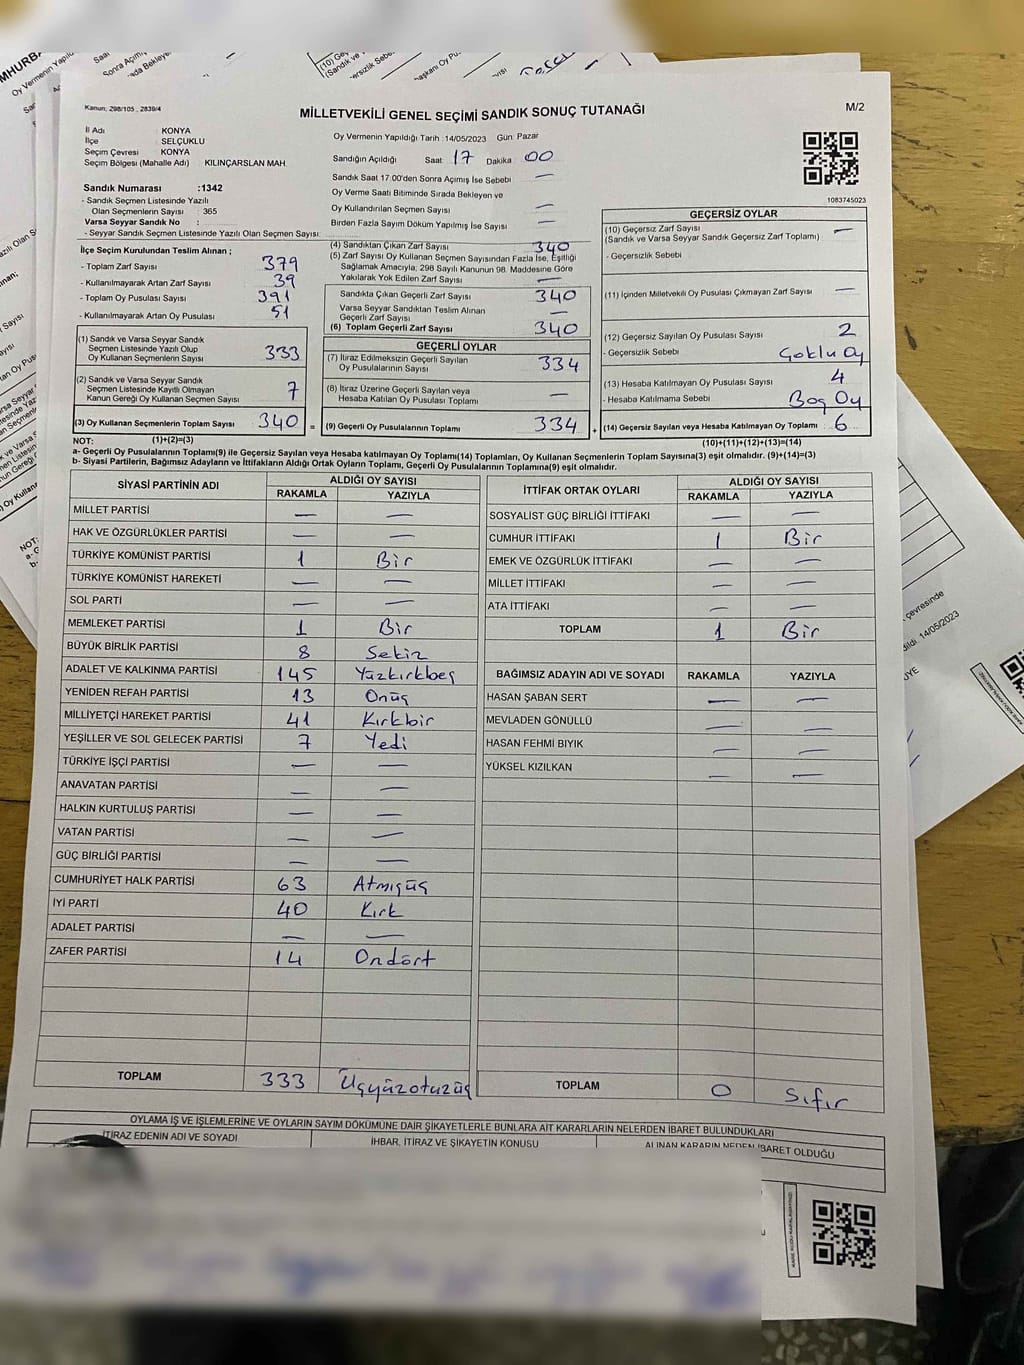 Kanun: 298/105 ; 2839/4
MİLLETVEKİLİ GENEL SEÇİMİ SANDIK SONUÇ TUTANAĞI
M/2
İl Adı : KONYA
İlçe : SELÇUKLU
Seçim Çevresi : KONYA
Seçim Bölgesi (Mahalle Adı) : KILINÇARSLAN MAH.
Sandık Numarası :1342
- Sandık Seçmen Listesinde Yazılı
Olan Seçmenlerin Sayısı : 365
Varsa Seyyar Sandık No :
- Seyyar Sandık Listesinde Yazılı Olan Seçmen Sayısı:
Oy Vermenin Yapıldığı Tarih :14/05/2023 Gün: Pazar
Sandığın Açıldığı Saat: 17 Dakika: 00
Sandık Saat 17:00'den Sonra Açımış İse Sebebi —
Oy Verme Saati Bitiminde Sırada Bekleyen ve
Oy Kullandırılan Seçmen Sayısı —
Birden Fazla Sayım Döküm Yapılmış İse Sayısı —
1083745023
İlçe Seçim Kurulundan Teslim Alınan ;
- Toplam Zarf Sayısı 379
- Kullanılmayarak Artan Zarf Sayısı 39
- Toplam Oy Pusulası Sayısı 391
- Kullanılmayarak Artan Oy Pusulası 51
(1) Sandık ve Varsa Seyyar Sandık
Seçmen Listesinde Yazılı Olup
Oy Kullanan Seçmenlerin Sayısı 333
(2) Sandık ve Varsa Seyyar Sandık
Seçmen Listesinde Kayıtlı Olmayan
Kanun Gereği Oy Kullanan Seçmen Sayısı 7
(3) Oy Kullanan Seçmenlerin Toplam Sayısı 340 =
(4) Sandıktan Çıkan Zarf Sayısı 340
(5) Zarf Sayısı Oy Kullanan Seçmen Sayısından Fazla İse, Eşitliği
Sağlamak Amacıyla; 298 Sayılı Kanunun 98. Maddesine Göre
Yakılarak Yok Edilen Zarf Sayısı —
Sandıkta Çıkan Geçerli Zarf Sayısı 340
Varsa Seyyar Sandıktan Teslim Alınan
Geçerli Zarf Sayısı —
(6) Toplam Geçerli Zarf Sayısı 340
GEÇERLİ OYLAR
(7) İtiraz Edilmeksizin Geçerli Sayılan
Oy Pusulalarının Sayısı 334
(8) İtiraz Üzerine Geçerli Sayılan veya
Hesaba Katılan Oy Pusulası Toplamı —
(9) Geçerli Oy Pusulalarının Toplamı 334 +
GEÇERSİZ OYLAR
(10) Geçersiz Zarf Sayısı —
(Sandık ve Varsa Seyyar Sandık Geçersiz Zarf Toplamı)
- Geçersizlik Sebebi
(11) İçinden Milletvekili Oy Pusulası Çıkmayan Zarf Sayısı —
(12) Geçersiz Sayılan Oy Pusulası Sayısı 2
- Geçersizlik Sebebi Çoklu Oy
(13) Hesaba Katılmayan Oy Pusulası Sayısı 4
- Hesaba Katılmama Sebebi Boş Oy
(14) Geçersiz Sayılan veya Hesaba Katılmayan Oy Toplamı 6
NOT: (1)+(2)=(3) (10)+(11)+(12)+(13)=(14)
a- Geçerli Oy Pusulalarının Toplamı(9) ile Geçersiz Sayılan veya Hesaba katılmayan Oy Toplamı(14) Toplamları, Oy Kullanan Seçmenlerin Toplam Sayısına(3) eşit olmalıdır. (9)+(14)=(3)
b- Siyasi Partilerin, Bağımsız Adayların ve İttifakların Aldığı Ortak Oyların Toplamı, Geçerli Oy Pusulalarının Toplamına(9) eşit olmalıdır.
SİYASİ PARTİNİN ADI ALDIĞI OY SAYISI
RAKAMLA YAZIYLA
MİLLET PARTİSİ — —
HAK VE ÖZGÜRLÜKLER PARTİSİ — —
TÜRKİYE KOMÜNİST PARTİSİ 1 Bir
TÜRKİYE KOMÜNİST HAREKETİ — —
SOL PARTİ — —
MEMLEKET PARTİSİ 1 Bir
BÜYÜK BİRLİK PARTİSİ 8 Sekiz
ADALET VE KALKINMA PARTİSİ 145 Yüzkırkbeş
YENİDEN REFAH PARTİSİ 13 Onüç
MİLLİYETÇİ HAREKET PARTİSİ 41 Kırkbir
YEŞİLLER VE SOL GELECEK PARTİSİ 7 Yedi
TÜRKİYE İŞÇİ PARTİSİ — —
ANAVATAN PARTİSİ — —
HALKIN KURTULUŞ PARTİSİ — —
VATAN PARTİSİ — —
GÜÇ BİRLİĞİ PARTİSİ — —
CUMHURİYET HALK PARTİSİ 63 Atmışüç
İYİ PARTİ 40 Kırk
ADALET PARTİSİ — —
ZAFER PARTİSİ 14 Ondört
TOPLAM 333 Üçyüzotuzüç
İTTİFAK ORTAK OYLARI ALDIĞI OY SAYISI
RAKAMLA YAZIYLA
SOSYALİST GÜÇ BİRLİĞİ İTTİFAKI — —
CUMHUR İTTİFAKI 1 Bir
EMEK VE ÖZGÜRLÜK İTTİFAKI — —
MİLLET İTTİFAKI — —
ATA İTTİFAKI — —
TOPLAM 1 Bir
BAĞIMSIZ ADAYIN ADI VE SOYADI RAKAMLA YAZIYLA
HASAN ŞABAN SERT — —
MEVLADEN GÖNÜLLÜ — —
HASAN FEHMİ BIYIK — —
YÜKSEL KIZILKAN — —
TOPLAM 0 Sıfır
OYLAMA İŞ VE İŞLEMLERİNE VE OYLARIN SAYIM DÖKÜMÜNE DAİR ŞİKAYETLERLE BUNLARA AİT KARARLARIN NELERDEN İBARET BULUNDUKLARI
İTİRAZ EDENİN ADI VE SOYADI
İHBAR, İTİRAZ VE ŞİKAYETİN KONUSU
ALINAN KARARIN NEDEN İBARET OLDUĞU